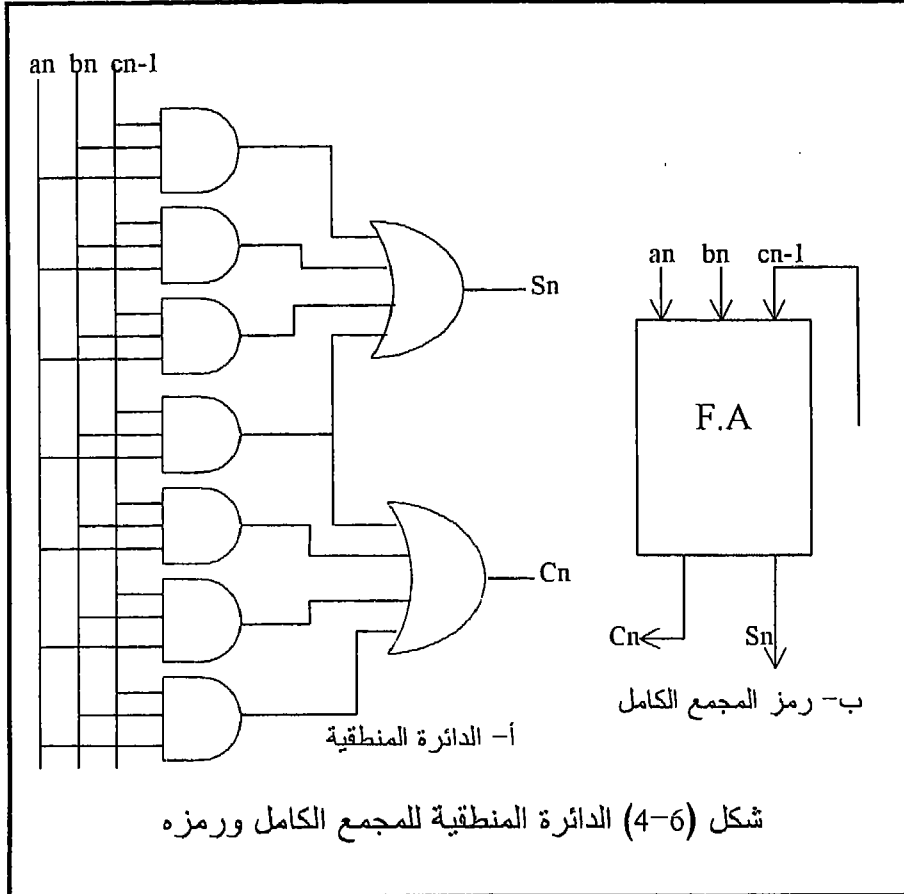 an bn cn-1
Sn
Cn
أ- الدائرة المنطقية
an bn cn-1
F.A
Cn Sn
ب- رمز المجمع الكامل
شكل (6-4) الدائرة المنطقية للمجمع الكامل ورمزه